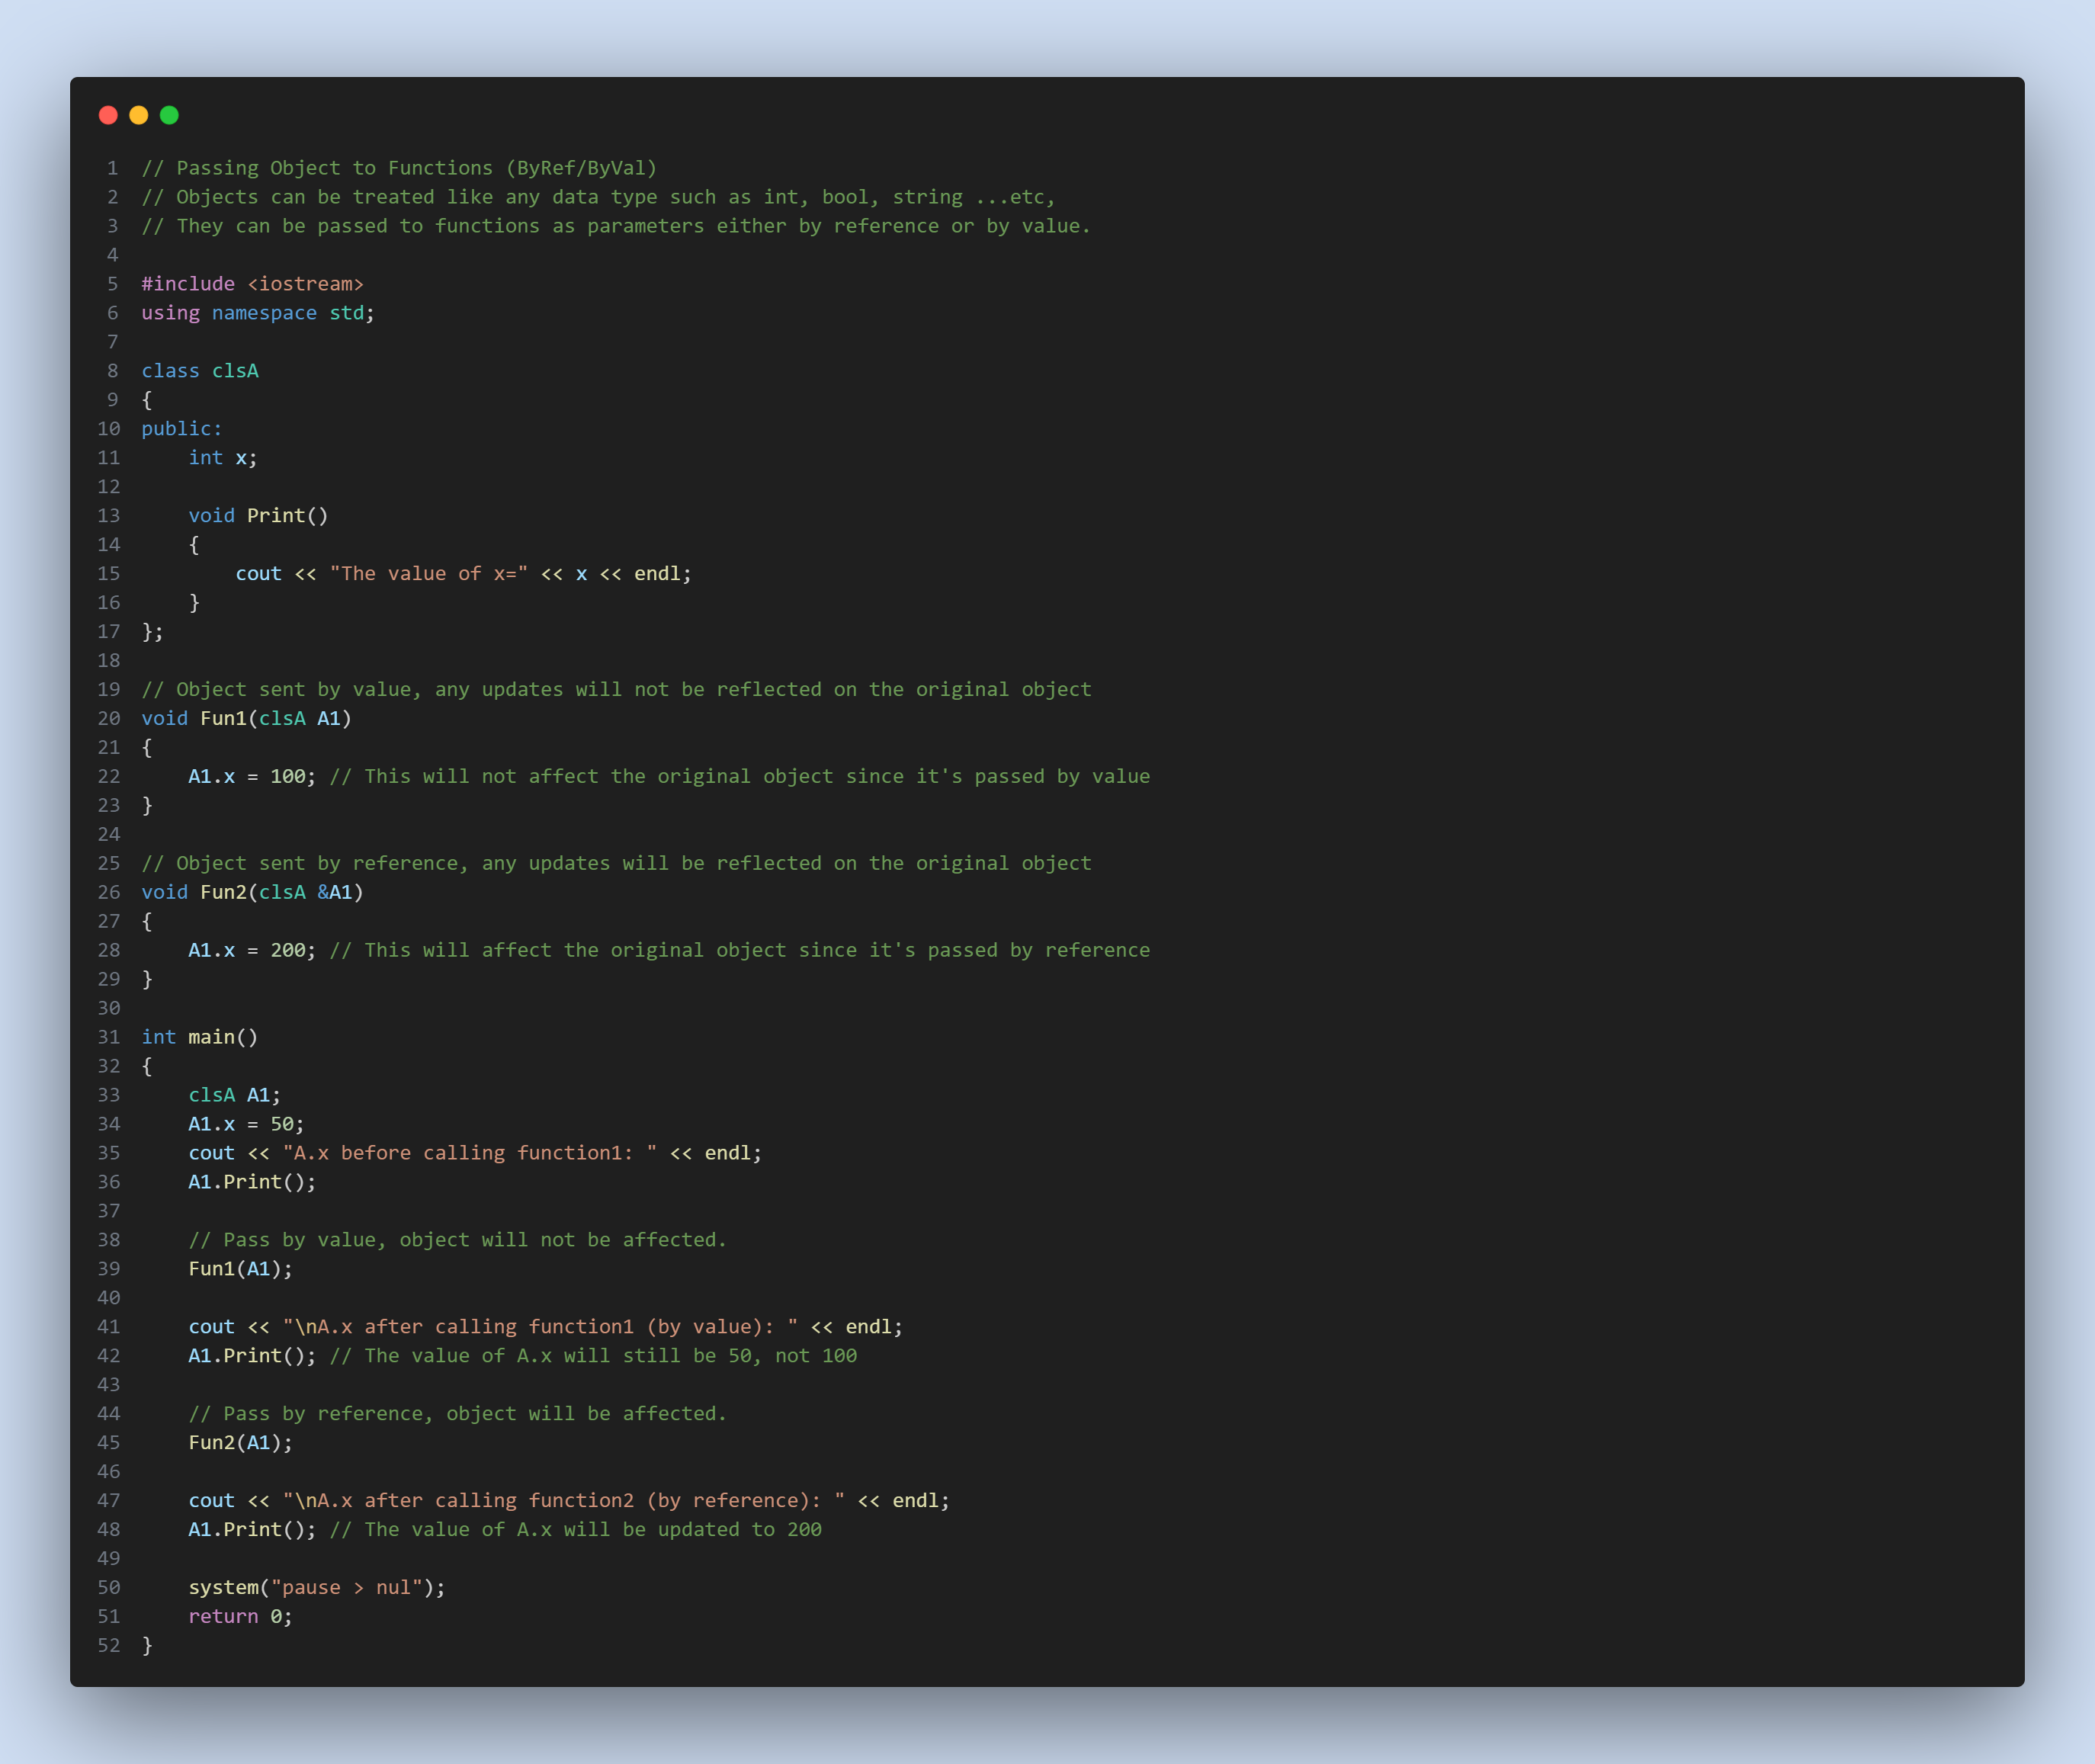 1 // Passing Object to Functions (ByRef/ByVal)
2 // Objects can be treated like any data type such as int, bool, string ...etc,
3 // They can be passed to functions as parameters either by reference or by value.
4
5 #include <iostream>
6 using namespace std;
7
8 class clsA
9 {
10 public:
11     int x;
12
13     void Print()
14     {
15         cout << "The value of x=" << x << endl;
16     }
17 };
18
19 // Object sent by value, any updates will not be reflected on the original object
20 void Fun1(clsA A1)
21 {
22     A1.x = 100; // This will not affect the original object since it's passed by value
23 }
24
25 // Object sent by reference, any updates will be reflected on the original object
26 void Fun2(clsA &A1)
27 {
28     A1.x = 200; // This will affect the original object since it's passed by reference
29 }
30
31 int main()
32 {
33     clsA A1;
34     A1.x = 50;
35     cout << "A.x before calling function1: " << endl;
36     A1.Print();
37
38     // Pass by value, object will not be affected.
39     Fun1(A1);
40
41     cout << "\nA.x after calling function1 (by value): " << endl;
42     A1.Print(); // The value of A.x will still be 50, not 100
43
44     // Pass by reference, object will be affected.
45     Fun2(A1);
46
47     cout << "\nA.x after calling function2 (by reference): " << endl;
48     A1.Print(); // The value of A.x will be updated to 200
49
50     system("pause > nul");
51     return 0;
52 }